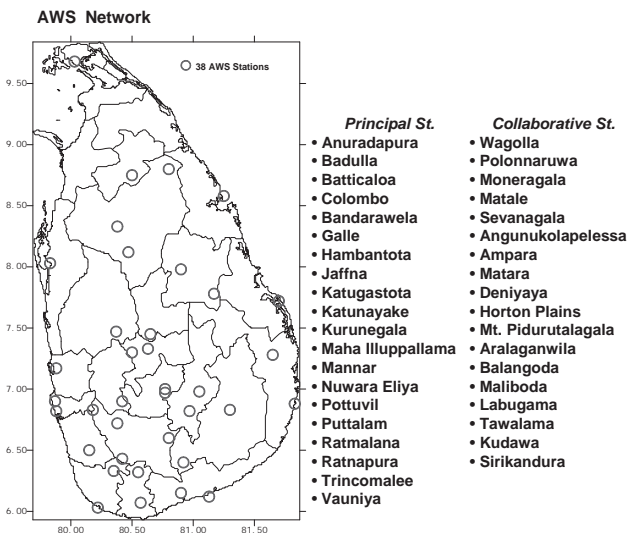 AWS Network
38 AWS Stations
9.50
9.00
8.50
8.00
7.50
7.00
6.50
6.00
80.00 80.50 81.00 81.50
Principal St.
• Anuradapura
• Badulla
• Batticaloa
• Colombo
• Bandarawela
• Galle
• Hambantota
• Jaffna
• Katugastota
• Katunayake
• Kurunegala
• Maha Illuppallama
• Mannar
• Nuwara Eliya
• Pottuvil
• Puttalam
• Ratmalana
• Ratnapura
• Trincomalee
• Vauniya
Collaborative St.
• Wagolla
• Polonnaruwa
• Moneragala
• Matale
• Sevanagala
• Angunukolapelessa
• Ampara
• Matara
• Deniyaya
• Horton Plains
• Mt. Pidurutalagala
• Aralaganwila
• Balangoda
• Maliboda
• Labugama
• Tawalama
• Kudawa
• Sirikandura